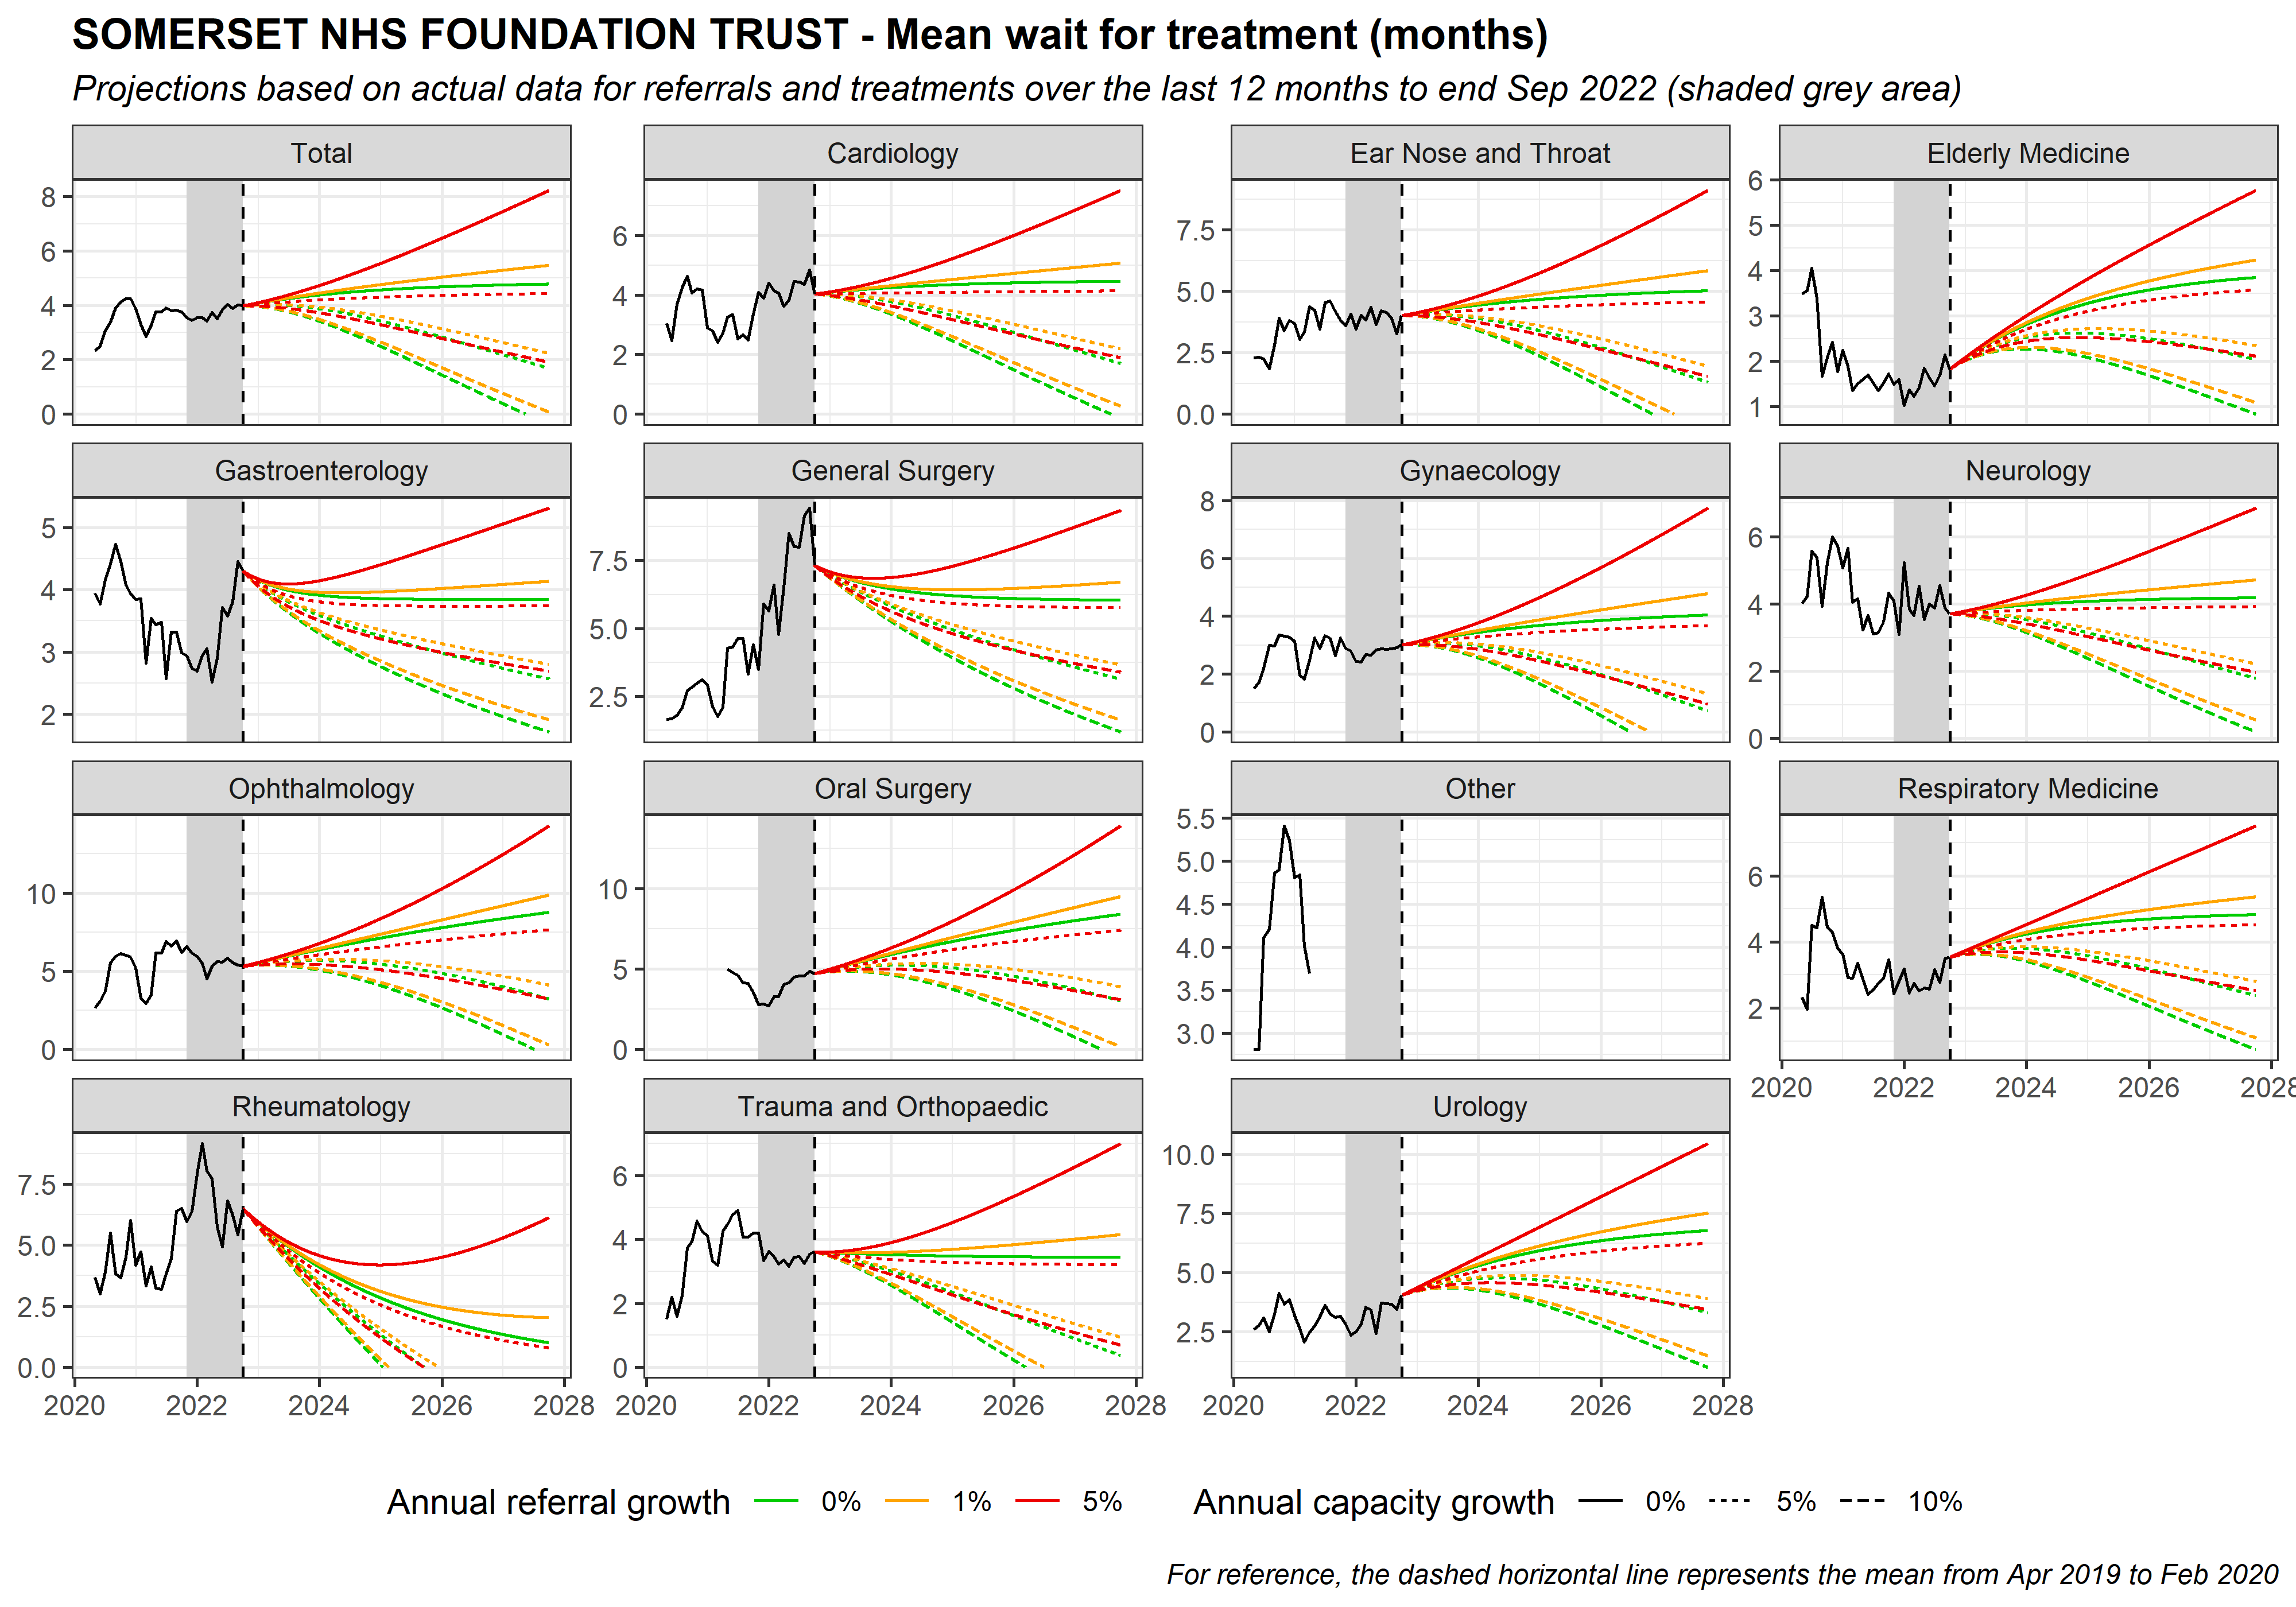 SOMERSET NHS FOUNDATION TRUST - Mean wait for treatment (months)
Projections based on actual data for referrals and treatments over the last 12 months to end Sep 2022 (shaded grey area)
Total
8
6
4
2
0
Cardiology
6
4
2
0
Ear Nose and Throat
7.5
5.0
2.5
0.0
Elderly Medicine
6
5
4
3
2
1
Gastroenterology
5
4
3
2
General Surgery
7.5
5.0
2.5
Gynaecology
8
6
4
2
0
Neurology
6
4
2
0
Ophthalmology
10
5
0
Oral Surgery
10
5
0
Other
5.5
5.0
4.5
4.0
3.5
3.0
Respiratory Medicine
6
4
2
2020 2022 2024 2026 2028
Rheumatology
7.5
5.0
2.5
0.0
2020 2022 2024 2026 2028
Trauma and Orthopaedic
6
4
2
0
2020 2022 2024 2026 2028
Urology
10.0
7.5
5.0
2.5
2020 2022 2024 2026 2028
Annual referral growth 0% 1% 5%
Annual capacity growth 0% 5% 10%
For reference, the dashed horizontal line represents the mean from Apr 2019 to Feb 2020